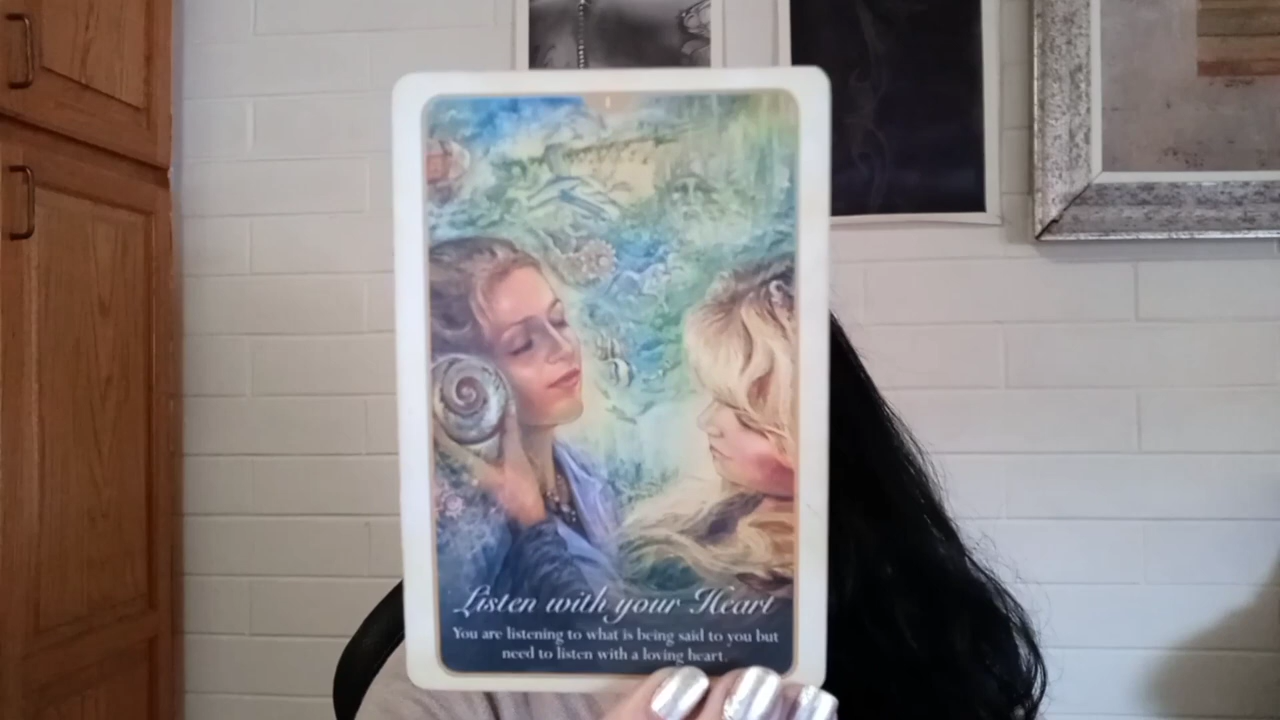 Listen with your Heart
You are listening to what is being said to you but
need to listen with a loving heart.